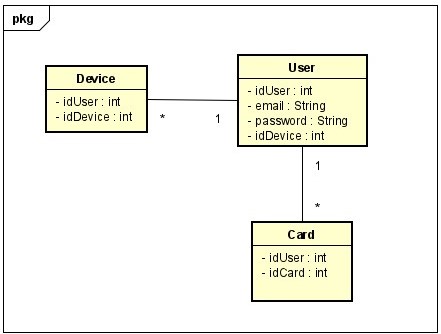 pkg
Device
- idUser : int
- idDevice : int
*
1
User
- idUser : int
- email : String
- password : String
- idDevice : int
1
*
Card
- idUser : int
- idCard : int